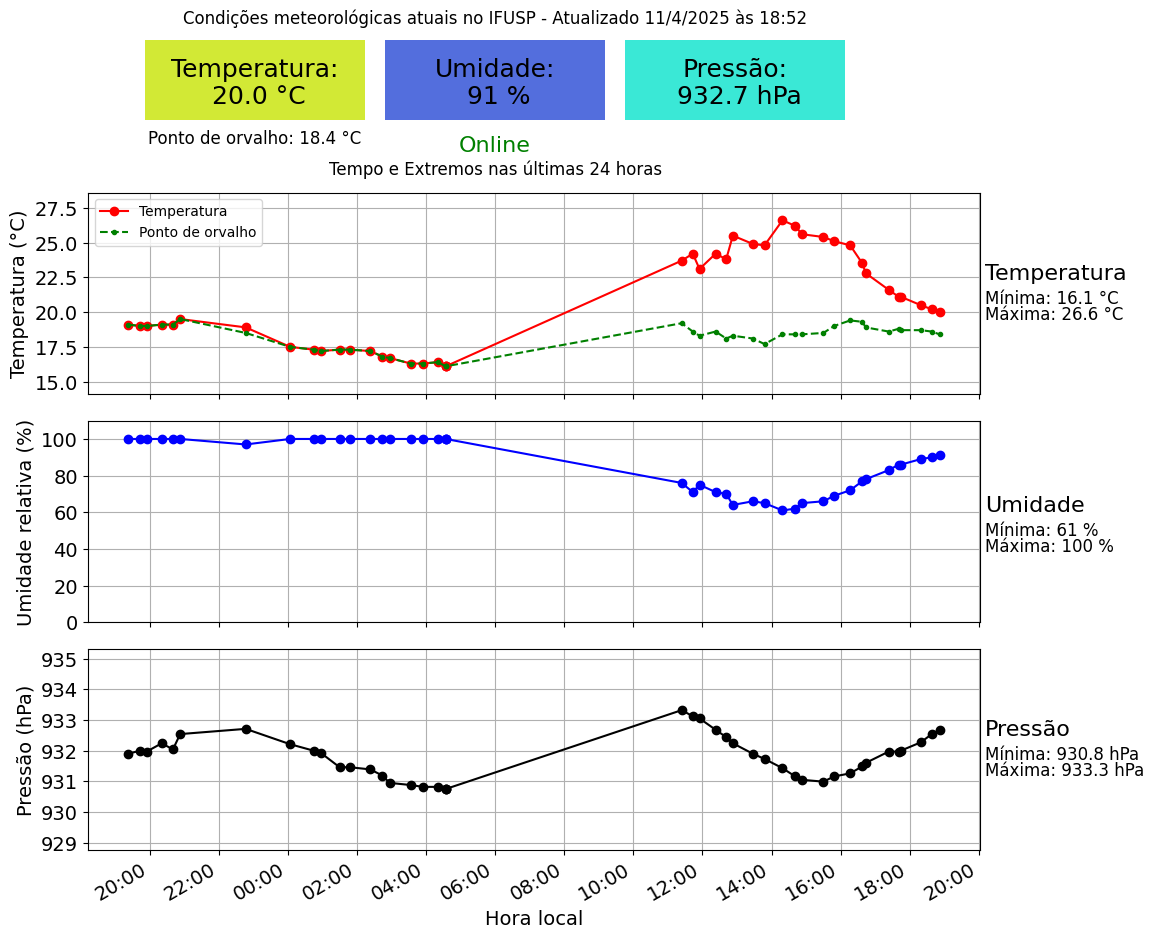 Condições meteorológicas atuais no IFUSP - Atualizado 11/4/2025 às 18:52
Temperatura:
20.0 °C
Umidade:
91 %
Pressão:
932.7 hPa
Ponto de orvalho: 18.4 °C
Online
Tempo e Extremos nas últimas 24 horas
Temperatura (°C)
27.5
25.0
22.5
20.0
17.5
15.0
Temperatura
Ponto de orvalho
Temperatura
Mínima: 16.1 °C
Máxima: 26.6 °C
Umidade relativa (%)
100
80
60
40
20
0
Umidade
Mínima: 61 %
Máxima: 100 %
Pressão (hPa)
935
934
933
932
931
930
929
Pressão
Mínima: 930.8 hPa
Máxima: 933.3 hPa
20:00 22:00 00:00 02:00 04:00 06:00 08:00 10:00 12:00 14:00 16:00 18:00 20:00
Hora local